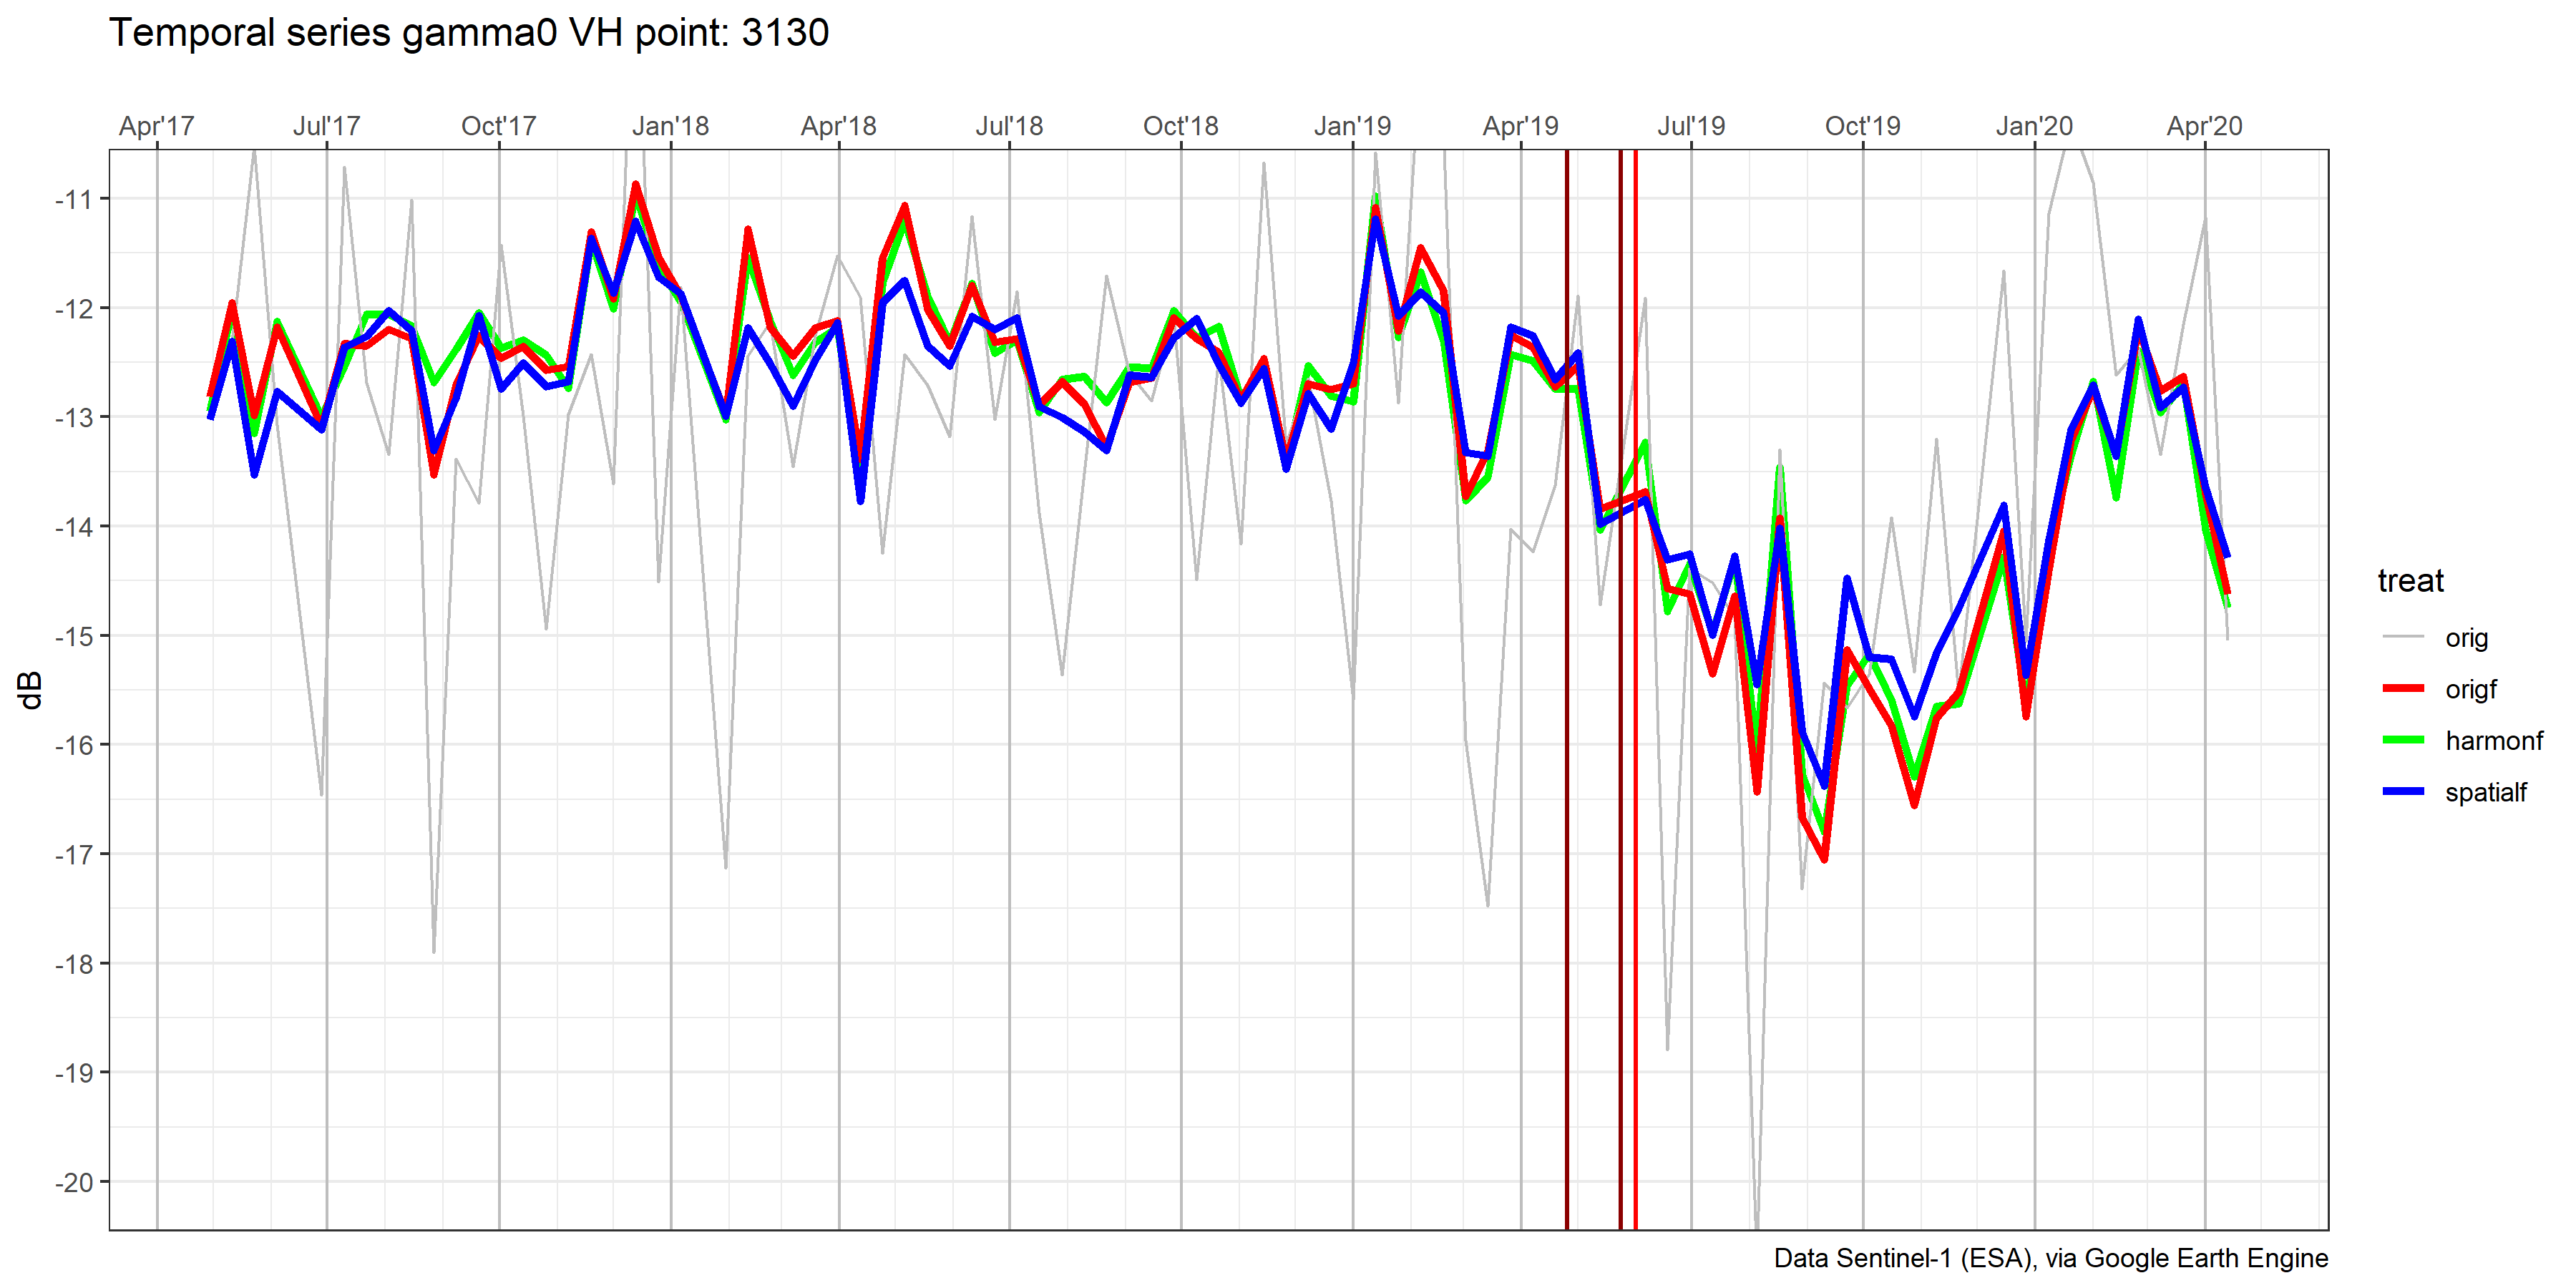 Temporal series gamma0 VH point: 3130
Apr'17 Jul'17 Oct'17 Jan'18 Apr'18 Jul'18 Oct'18 Jan'19 Apr'19 Jul'19 Oct'19 Jan'20 Apr'20
-11
-12
-13
-14
-15
-16
-17
-18
-19
-20
dB
treat
orig
origf
harmonf
spatialf
Data Sentinel-1 (ESA), via Google Earth Engine